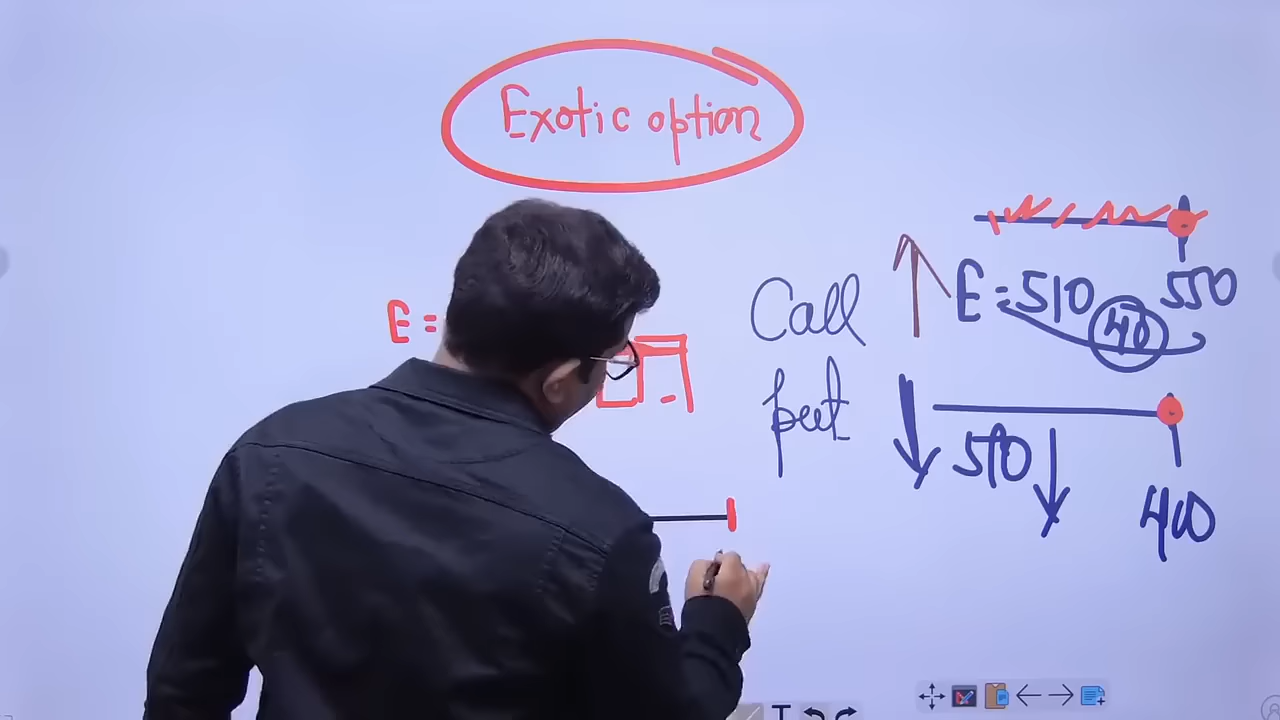 Exotic option
E =
Call
E = 510
40
550
put
510
400